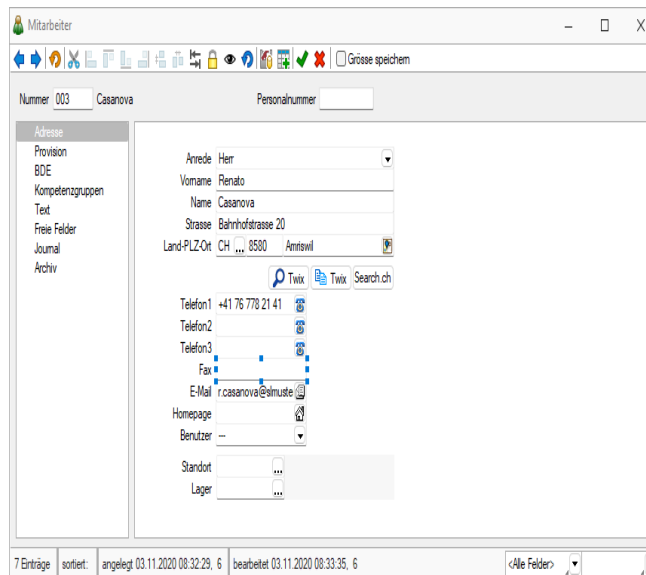 Mitarbeiter
Grösse speichern
Nummer 003 Casanova Personalnummer
Adresse
Provision
BDE
Kompetenzgruppen
Text
Freie Felder
Journal
Archiv
Anrede Herr
Vorname Renato
Name Casanova
Strasse Bahnhofstrasse 20
Land-PLZ-Ort CH ... 8580 Amriswil
Twix Twix Search.ch
Telefon1 +41 76 778 21 41
Telefon2
Telefon3
Fax
E-Mail r.casanova@slmuste
Homepage
Benutzer ---
Standort ...
Lager ...
7 Einträge sortiert: angelegt 03.11.2020 08:32:29, 6 bearbeitet 03.11.2020 08:33:35, 6 <Alle Felder>